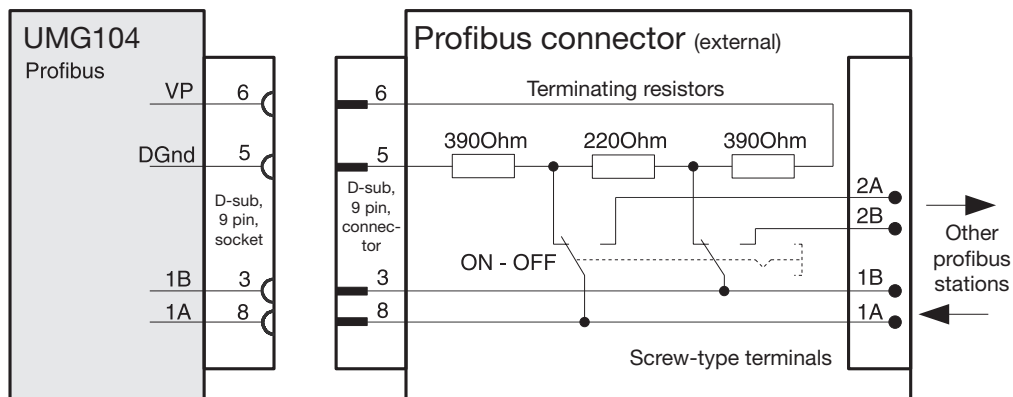 UMG104
Profibus
VP
6
DGnd
5
D-sub,
9 pin,
socket
1B
3
1A
8
Profibus connector (external)
6
Terminating resistors
5
390Ohm
220Ohm
390Ohm
D-sub,
9 pin,
connec-
tor
ON - OFF
3
8
2A
2B
1B
1A
Screw-type terminals
Other
profibus
stations